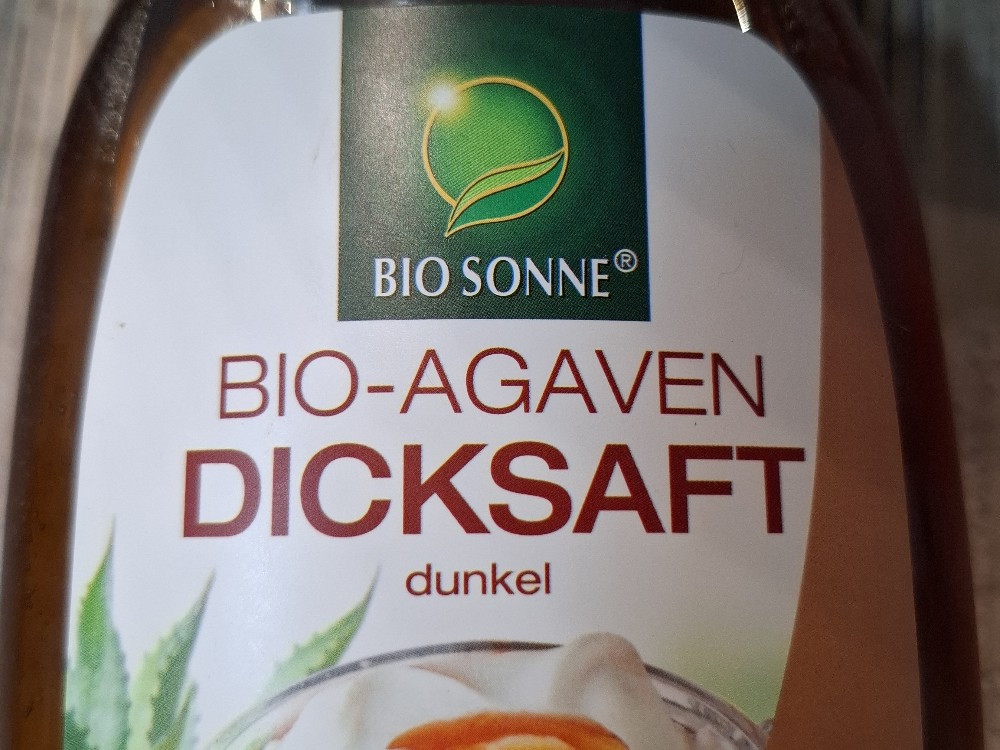 BIO SONNE®
BIO-AGAVEN
DICKSAFT
dunkel